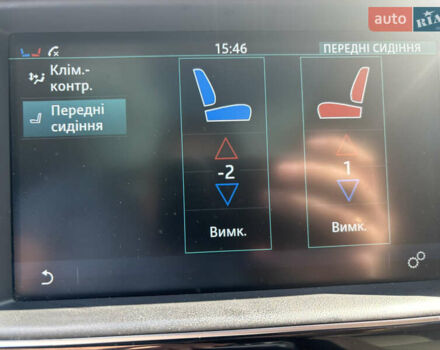 auto RIA
15:46
ПЕРЕДНІ СИДІННЯ
Клім.-
контр.
Передні
сидіння
-2
1
Вимк.
Вимк.